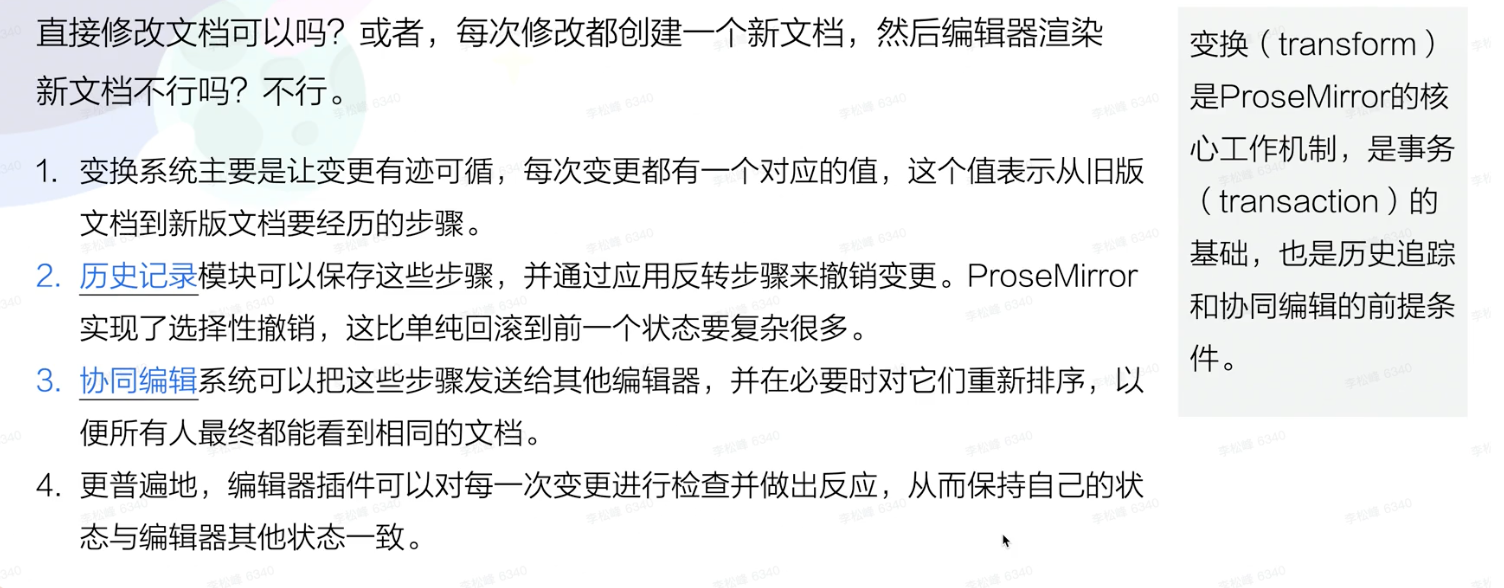 直接修改文档可以吗？或者，每次修改都创建一个新文档，然后编辑器渲染
新文档不行吗？不行。
1. 变换系统主要是让变更有迹可循，每次变更都有一个对应的值，这个值表示从旧版
文档到新版文档要经历的步骤。
2. 历史记录模块可以保存这些步骤，并通过应用反转步骤来撤销变更。ProseMirror
实现了选择性撤销，这比单纯回滚到前一个状态要复杂很多。
3. 协同编辑系统可以把这些步骤发送给其他编辑器，并在必要时对它们重新排序，以
便所有人最终都能看到相同的文档。
4. 更普遍地，编辑器插件可以对每一次变更进行检查并做出反应，从而保持自己的状
态与编辑器其他状态一致。
变换（transform）
是ProseMirror的核
心工作机制，是事务
（transaction）的
基础，也是历史追踪
和协同编辑的前提条
件。
李松峰 6340